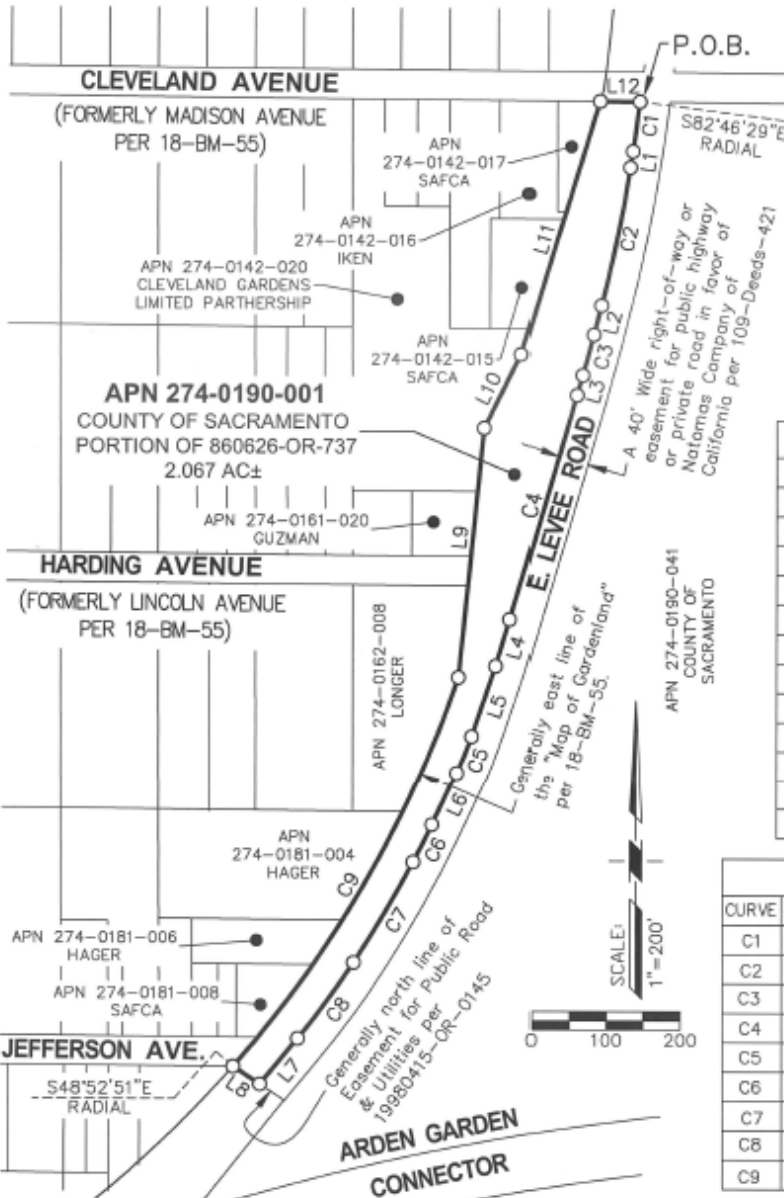 P.O.B.
CLEVELAND AVENUE
L12
(FORMERLY MADISON AVENUE
PER 18-BM-55)
C1
S82°46'29"E
RADIAL
APN
274-0142-017
SAFCA
L1
APN
274-0142-016
IKEN
L11
C2
APN 274-0142-020
CLEVELAND GARDENS
LIMITED PARTHERSHIP
A 40' Wide right-of-way or
easement for public highway
or private road in favor of
Natamas Company of
California per 109-Deeds-421
L2
APN
274-0142-015
SAFCA
C3
L3
L10
APN 274-0190-001
COUNTY OF SACRAMENTO
PORTION OF 860626-OR-737
2.067 AC±
E. LEVEE ROAD
C4
APN 274-0161-020
GUZMAN
L9
HARDING AVENUE
(FORMERLY LINCOLN AVENUE
PER 18-BM-55)
APN 274-0162-008
LONGER
L4
APN 274-0190-041
COUNTY OF
SACRAMENTO
L5
Generally east line of
the "Map of Gardenland"
per 18-BM-55.
C5
L6
C6
APN
274-0181-004
HAGER
C9
C7
APN 274-0181-006
HAGER
APN 274-0181-008
SAFCA
C8
SCALE:
1"=200'
0 100 200
JEFFERSON AVE.
L7
L8
S48°52'51"E
RADIAL
Generally north line of
Easement for Public Road
& Utilities per
19980415-OR-0145
ARDEN GARDEN
CONNECTOR
CURVE
C1
C2
C3
C4
C5
C6
C7
C8
C9